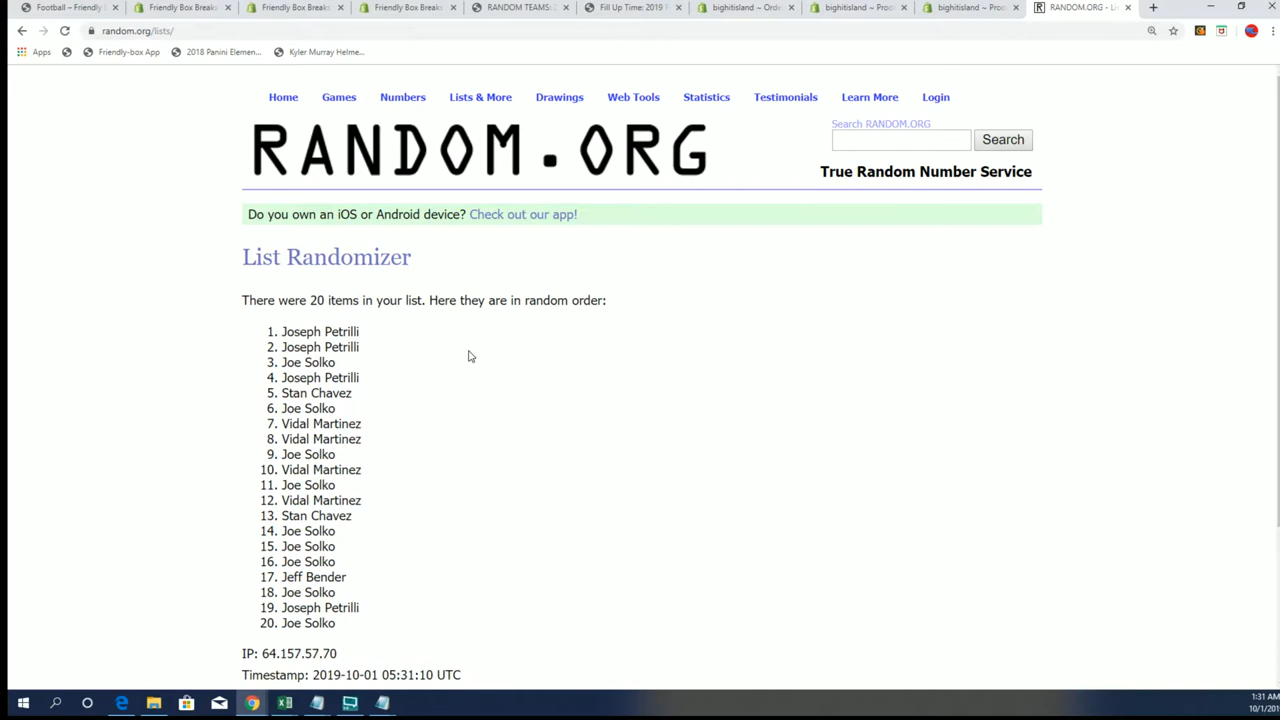 Football ~ Friendly
Friendly Box Breaks
Friendly Box Breaks
Friendly Box Breaks
RANDOM TEAMS:
Fill Up Time: 2019
bighitisland ~ Orde
bighitisland ~ Prod
bighitisland ~ Prod
RANDOM.ORG - Li
random.org/lists/
Apps
Friendly-box App
2018 Panini Elemen...
Kyler Murray Helme...
Home
Games
Numbers
Lists & More
Drawings
Web Tools
Statistics
Testimonials
Learn More
Login
RANDOM.ORG
Search RANDOM.ORG
Search
True Random Number Service
Do you own an iOS or Android device? Check out our app!
List Randomizer
There were 20 items in your list. Here they are in random order:
1. Joseph Petrilli
2. Joseph Petrilli
3. Joe Solko
4. Joseph Petrilli
5. Stan Chavez
6. Joe Solko
7. Vidal Martinez
8. Vidal Martinez
9. Joe Solko
10. Vidal Martinez
11. Joe Solko
12. Vidal Martinez
13. Stan Chavez
14. Joe Solko
15. Joe Solko
16. Joe Solko
17. Jeff Bender
18. Joe Solko
19. Joseph Petrilli
20. Joe Solko
IP: 64.157.57.70
Timestamp: 2019-10-01 05:31:10 UTC
1:31 AM
10/1/201